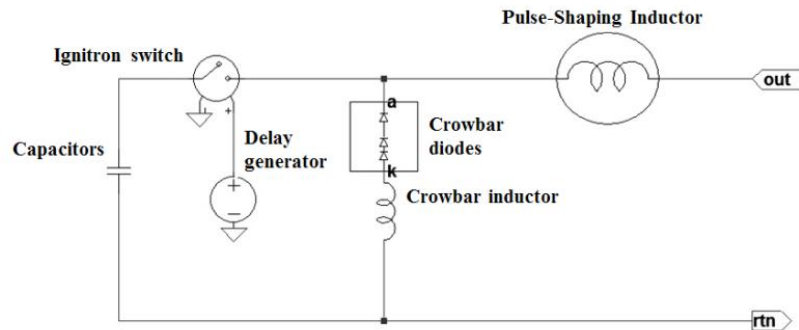 Pulse-Shaping Inductor
Ignitron switch
out
a
Crowbar
diodes
Delay
generator
Capacitors
k
Crowbar inductor
rtn